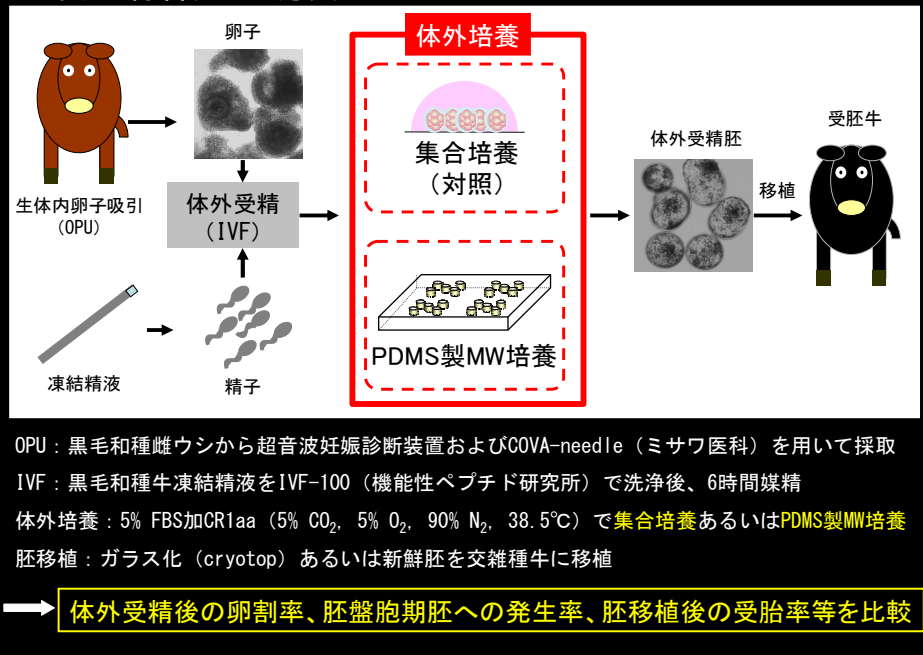 卵子
体外培養
集合培養
(対照)
体外受精胚
受胚牛
移植
生体内卵子吸引
(OPU)
体外受精
(IVF)
PDMS製MW培養
凍結精液
精子
OPU：黒毛和種雌ウシから超音波妊娠診断装置およびCOVA-needle（ミサワ医科）を用いて採取
IVF：黒毛和種牛凍結精液をIVF-100（機能性ペプチド研究所）で洗浄後、6時間媒精
体外培養：5% FBS加CR1aa（5% CO₂, 5% O₂, 90% N₂, 38.5℃）で集合培養あるいはPDMS製MW培養
胚移植：ガラス化（cryotop）あるいは新鮮胚を交雑種牛に移植
体外受精後の卵割率、胚盤胞期胚への発生率、胚移植後の受胎率等を比較